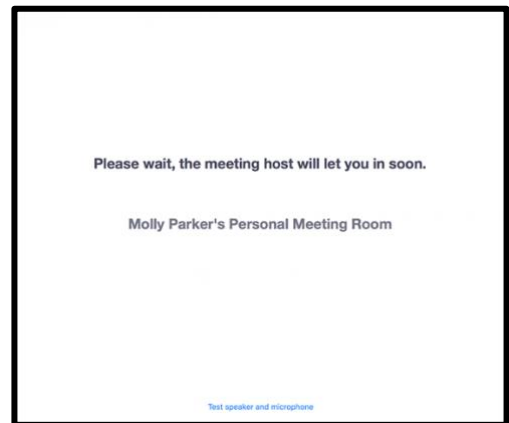 Please wait, the meeting host will let you in soon.
Molly Parker's Personal Meeting Room
Test speaker and microphone